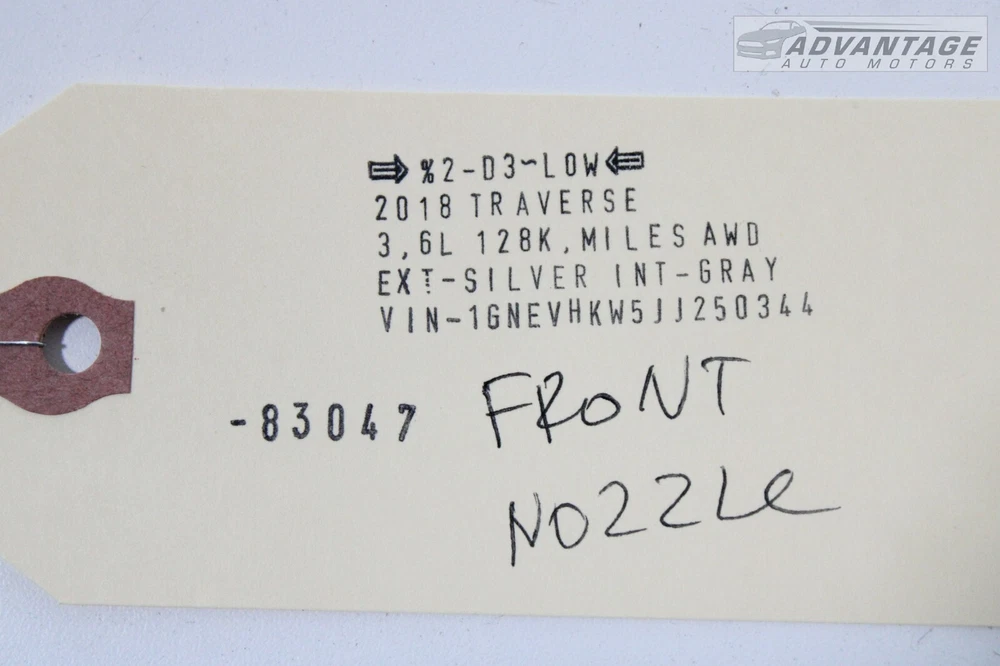 ADVANTAGE
AUTO MOTORS
%2-D3~LOW
2018 TRAVERSE
3,6L 128K,MILES AWD
EXT-SILVER INT-GRAY
VIN-1GNEVHKW5JJ250344
-83047
FRONT
NOZZLe